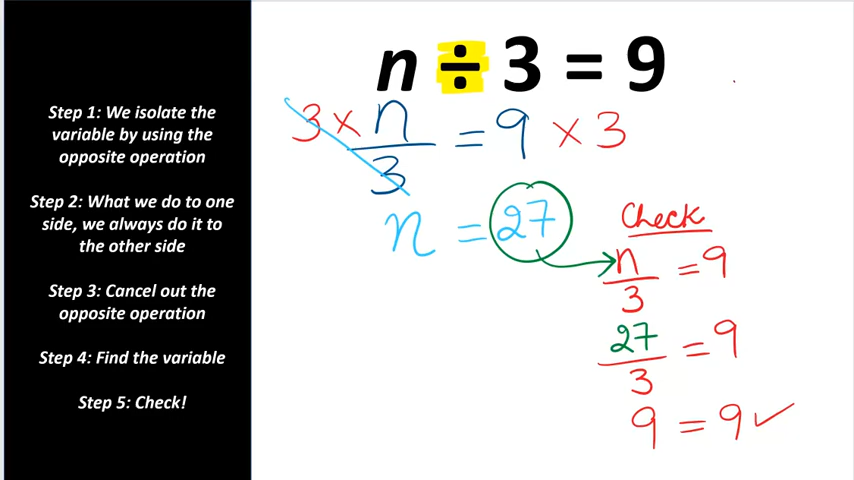 Step 1: We isolate the
variable by using the
opposite operation
Step 2: What we do to one
side, we always do it to
the other side
Step 3: Cancel out the
opposite operation
Step 4: Find the variable
Step 5: Check!
n ÷ 3 = 9
3 × n = 9 × 3
3
n = 27
Check
n = 9
3
27 = 9
3
9 = 9 ✓